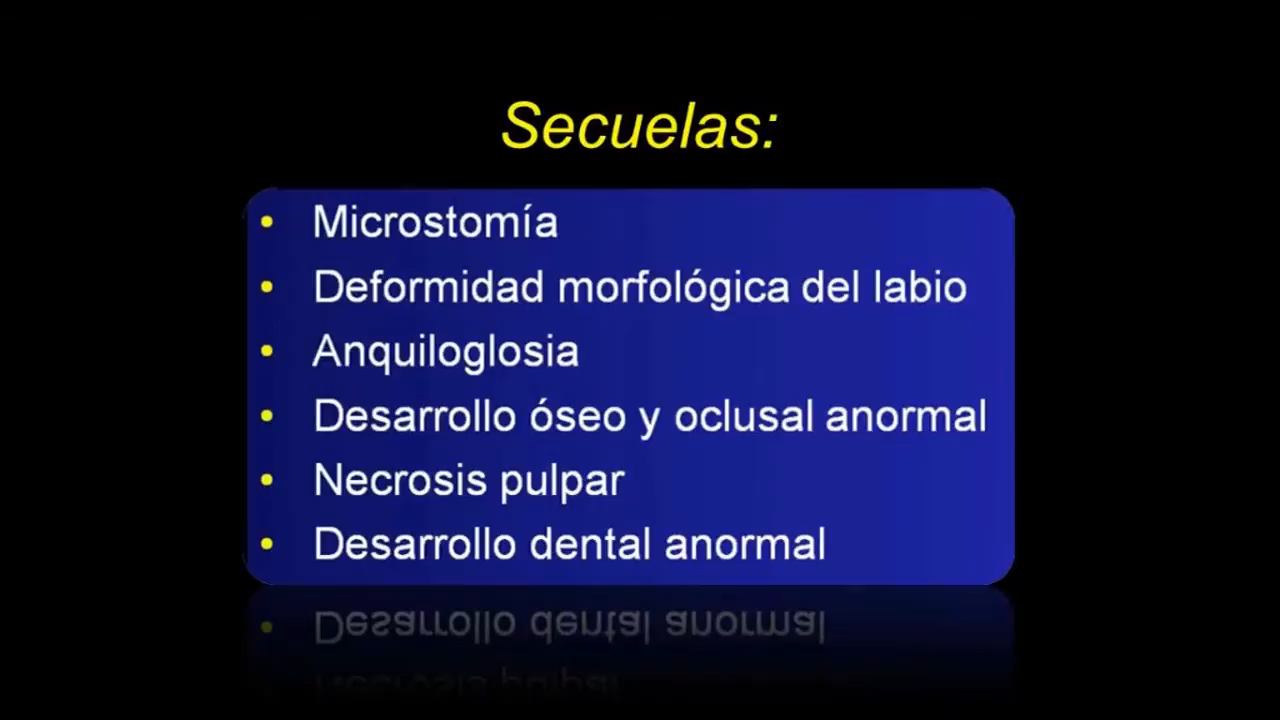 Secuelas:
• Microstomía
• Deformidad morfológica del labio
• Anquiloglosia
• Desarrollo óseo y oclusal anormal
• Necrosis pulpar
• Desarrollo dental anormal